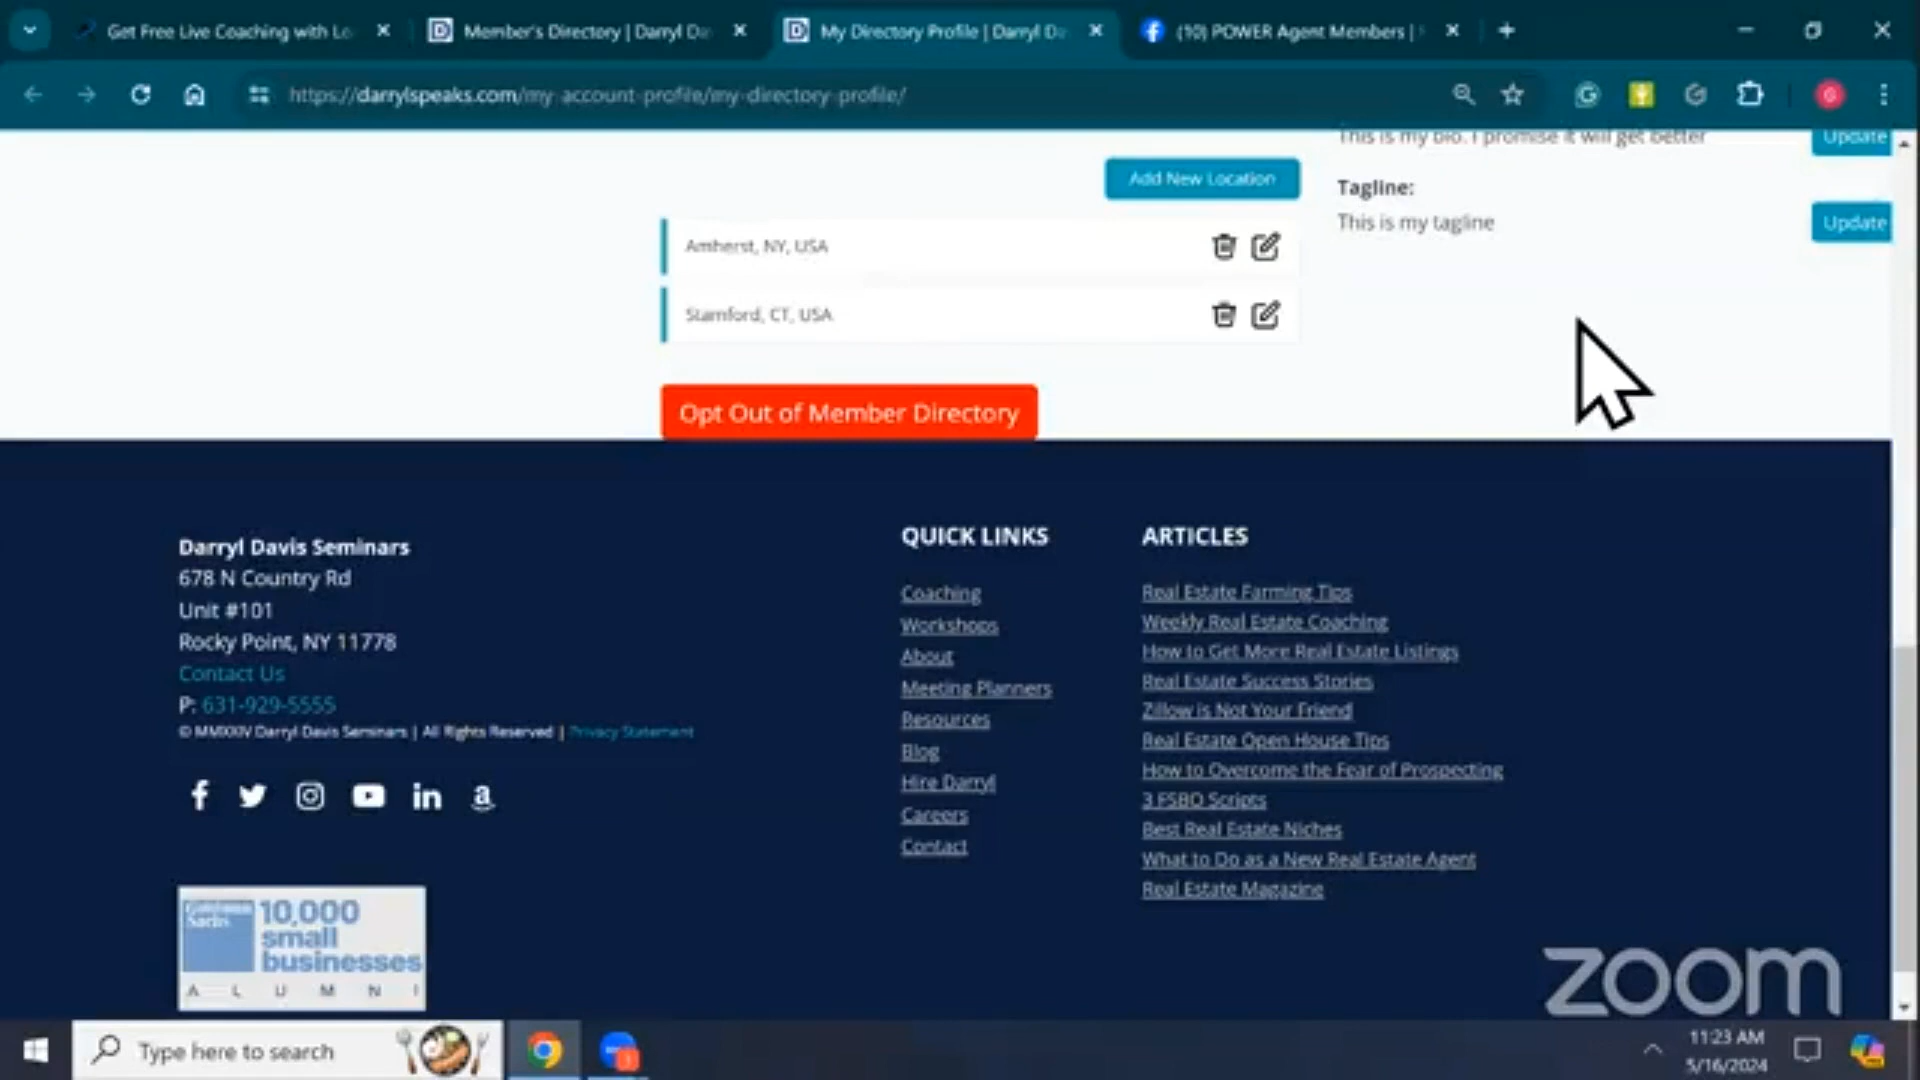 Get Free Live Coaching with Lo
Member's Directory | Darryl Da
My Directory Profile | Darryl Da
(10) POWER Agent Members |
https://darrylspeaks.com/my-account-profile/my-directory-profile/
This is my bio. I promise it will get better
Update
Add New Location
Tagline:
This is my tagline
Update
Amherst, NY, USA
Stamford, CT, USA
Opt Out of Member Directory
Darryl Davis Seminars
678 N Country Rd
Unit #101
Rocky Point, NY 11778
Contact Us
P: 631-929-5555
© MMXXIV Darryl Davis Seminars | All Rights Reserved | Privacy Statement
QUICK LINKS
Coaching
Workshops
About
Meeting Planners
Resources
Blog
Hire Darryl
Careers
Contact
ARTICLES
Real Estate Farming Tips
Weekly Real Estate Coaching
How to Get More Real Estate Listings
Real Estate Success Stories
Zillow is Not Your Friend
Real Estate Open House Tips
How to Overcome the Fear of Prospecting
3 FSBO Scripts
Best Real Estate Niches
What to Do as a New Real Estate Agent
Real Estate Magazine
Goldman
Sachs
10,000
small
businesses
ALUMNI
zoom
Type here to search
11:23 AM
5/16/2024